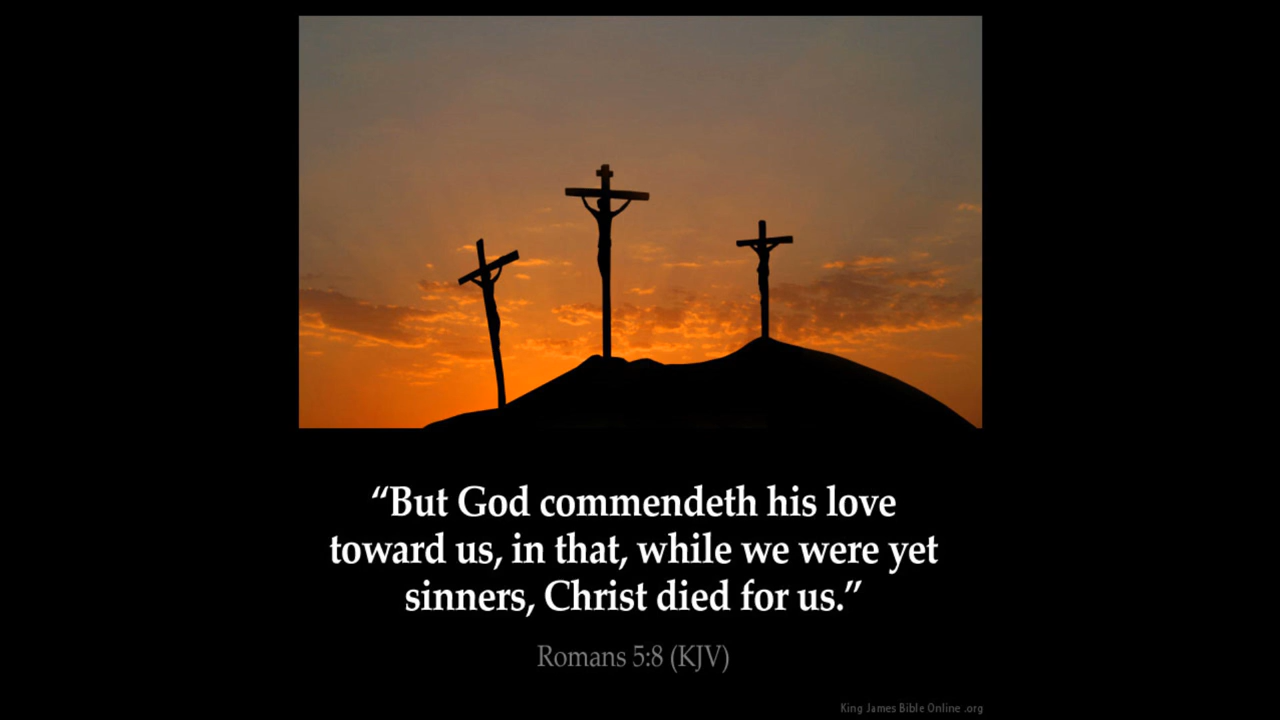 “But God commendeth his love
toward us, in that, while we were yet
sinners, Christ died for us.”
Romans 5:8 (KJV)
King James Bible Online .org